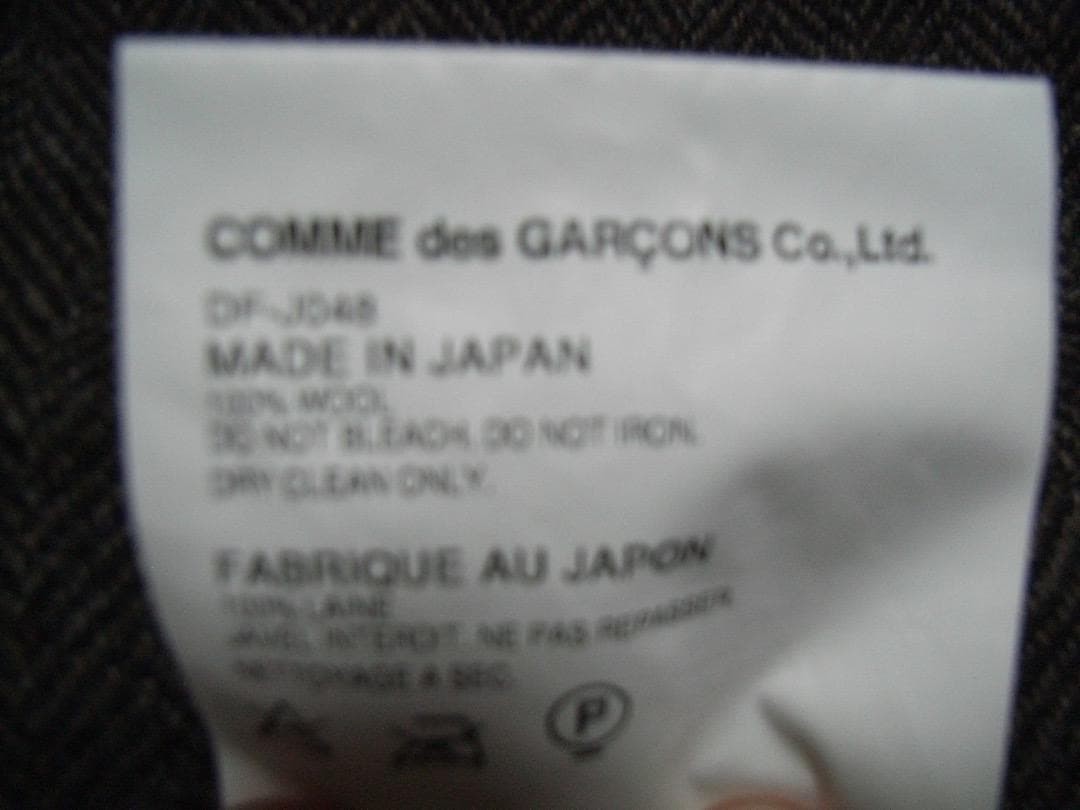 COMME des GARÇONS Co.,Ltd.
DF-J048
MADE IN JAPAN
100% WOOL
DO NOT BLEACH, DO NOT IRON.
DRY CLEAN ONLY.
FABRIQUE AU JAPON
100% LAINE
JAVEL INTERDIT. NE PAS REPASSER.
NETTOYAGE A SEC.
P